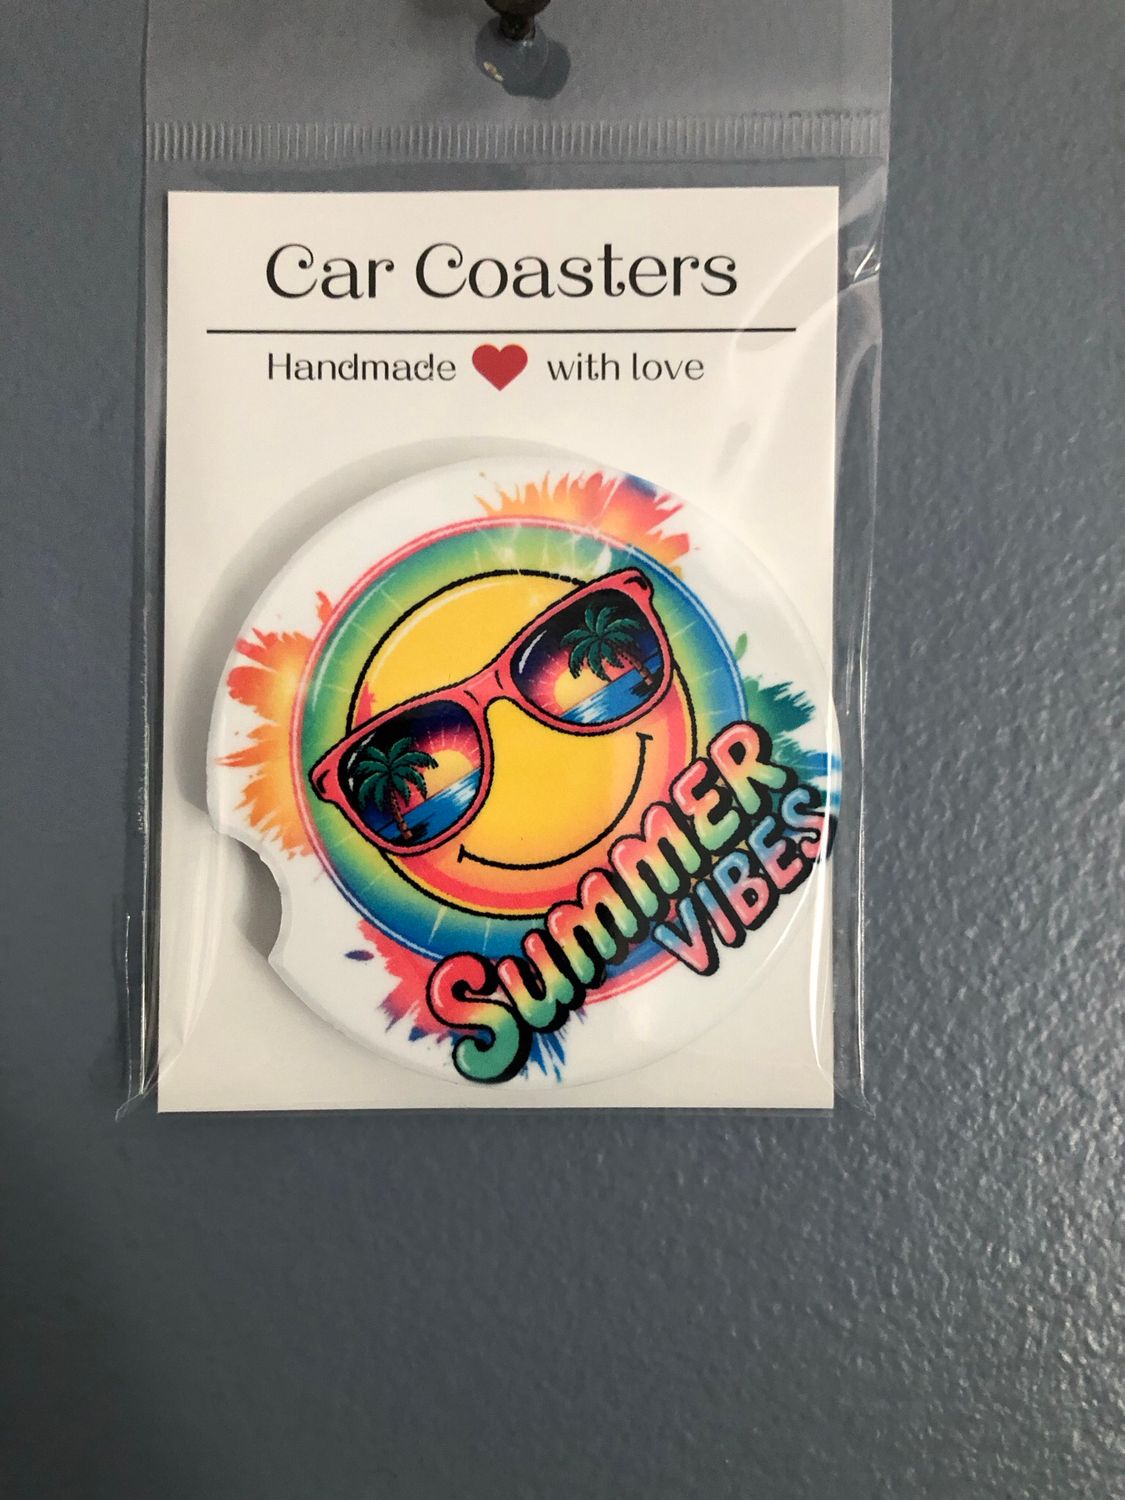 Car Coasters
Handmade ❤ with love
SUMMER
VIBES